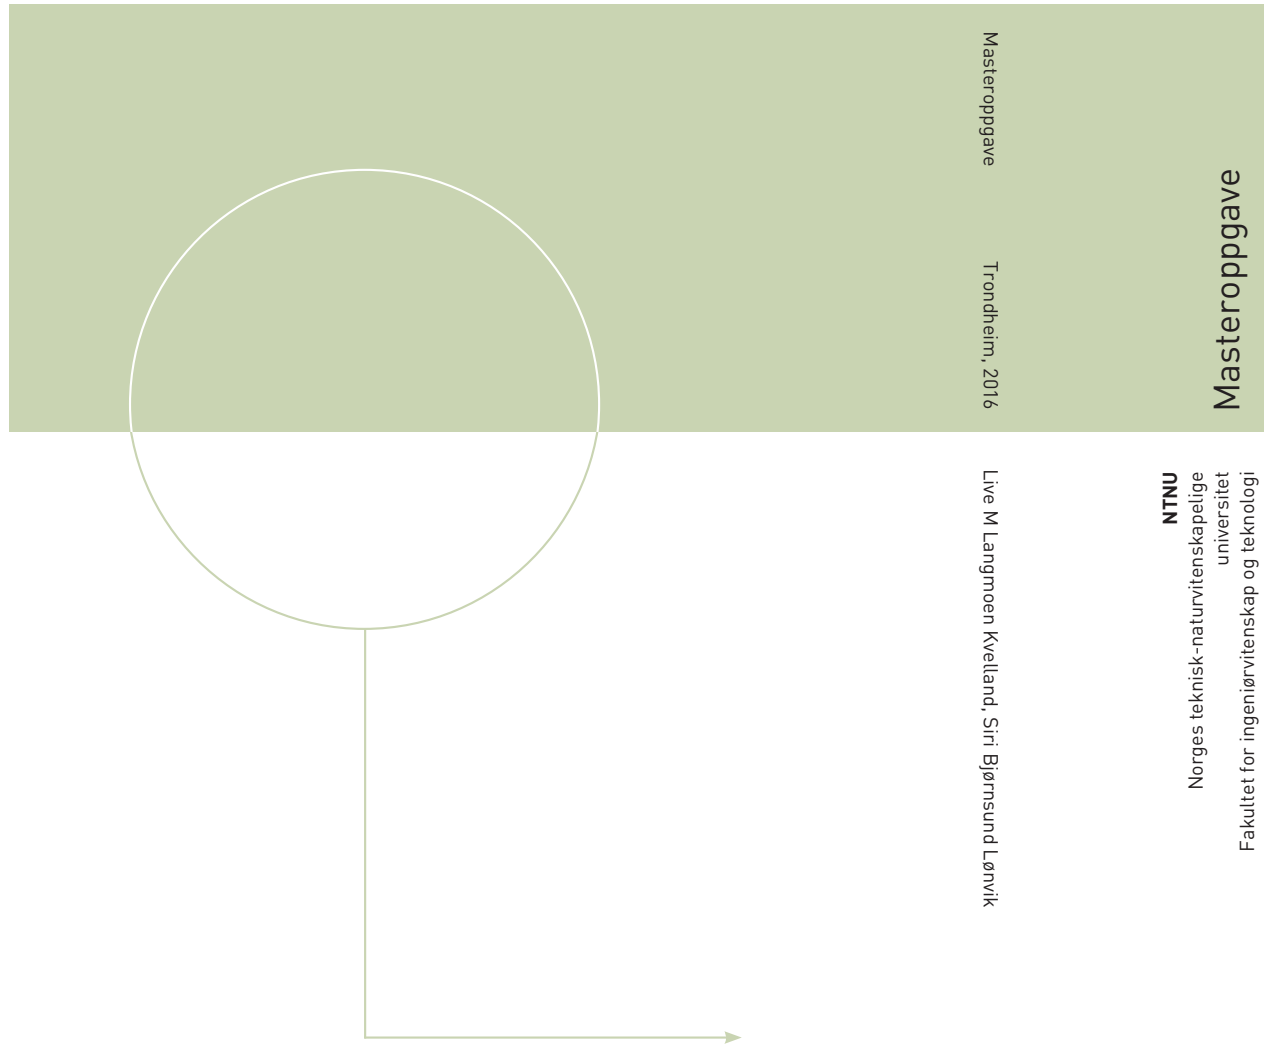 Masteroppgave
Trondheim, 2016
Live M Langmoen Kvelland, Siri Bjørnsund Lønvik
Masteroppgave
NTNU
Norges teknisk-naturvitenskapelige
universitet
Fakultet for ingeniørvitenskap og teknologi